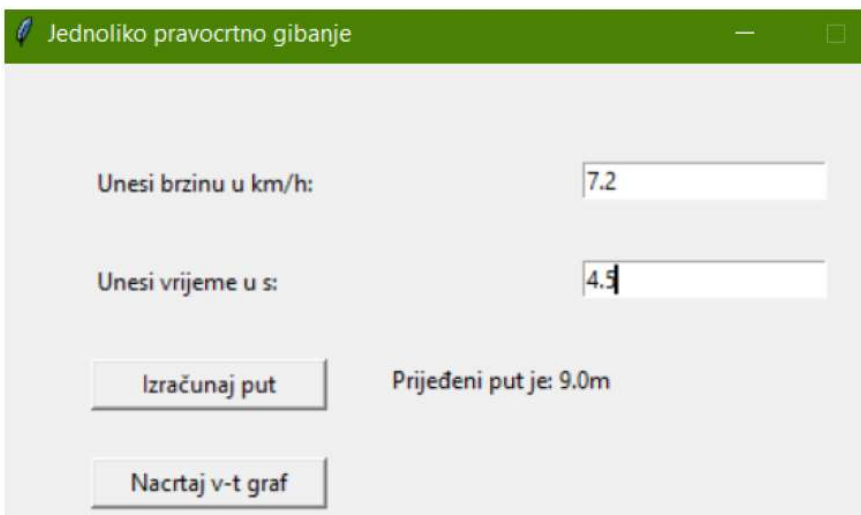 Jednoliko pravocrtno gibanje
Unesi brzinu u km/h: 7.2
Unesi vrijeme u s: 4.5
Izračunaj put Prijeđeni put je: 9.0m
Nacrtaj v-t graf